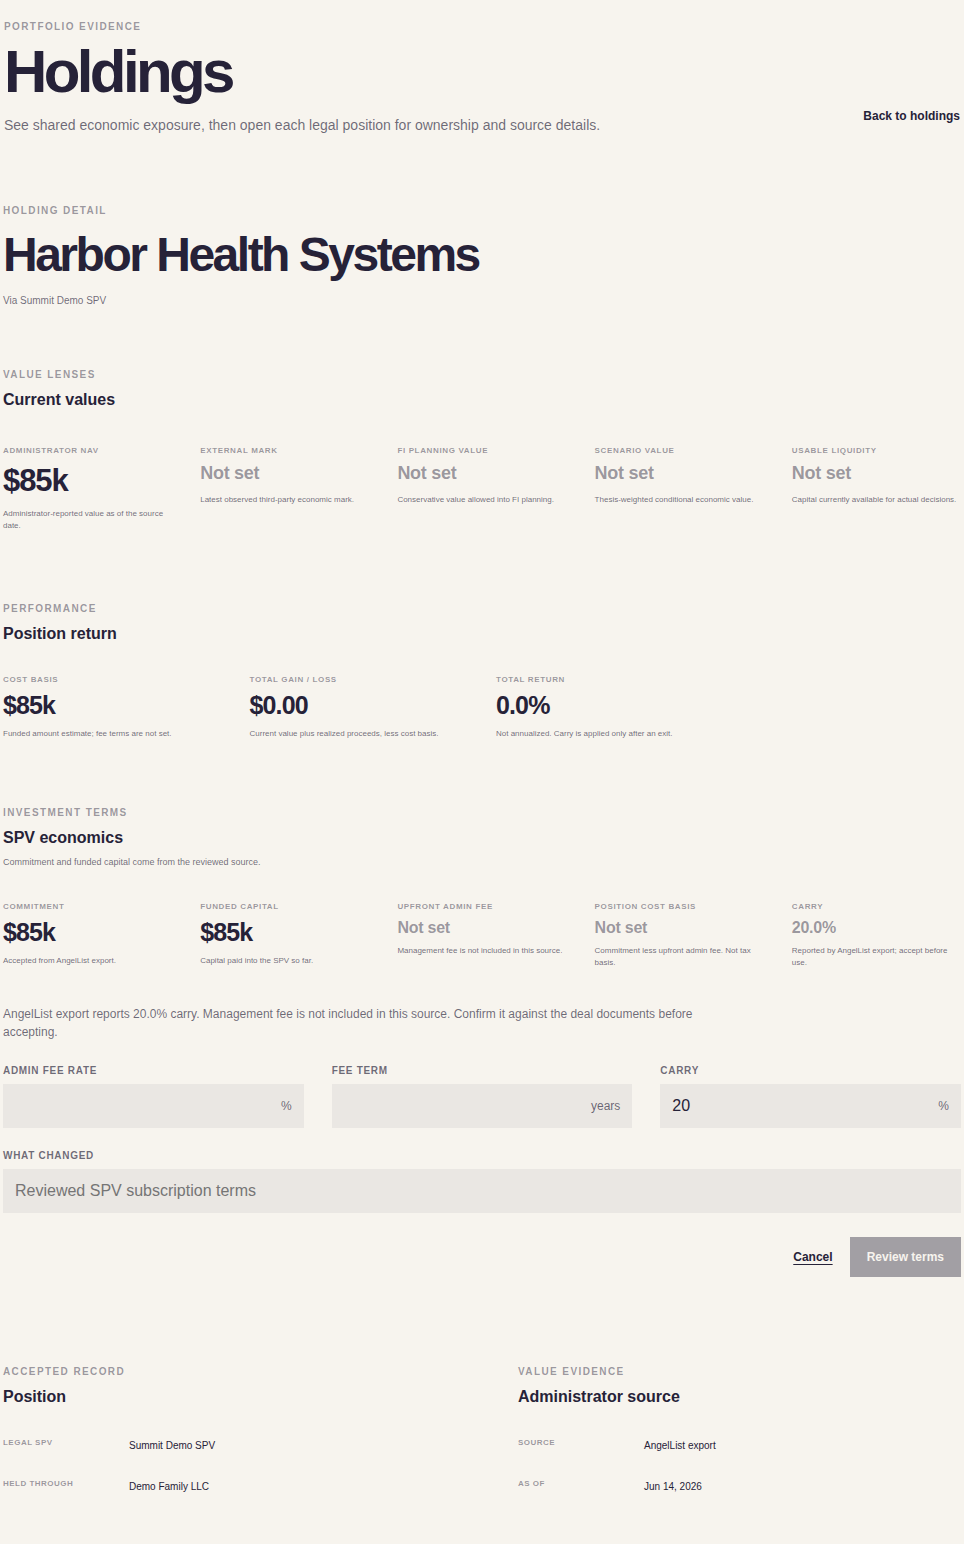 PORTFOLIO EVIDENCE
Holdings
See shared economic exposure, then open each legal position for ownership and source details.
Back to holdings
HOLDING DETAIL
Harbor Health Systems
Via Summit Demo SPV
VALUE LENSES
Current values
ADMINISTRATOR NAV
$85k
Administrator-reported value as of the source
date.
EXTERNAL MARK
Not set
Latest observed third-party economic mark.
FI PLANNING VALUE
Not set
Conservative value allowed into FI planning.
SCENARIO VALUE
Not set
Thesis-weighted conditional economic value.
USABLE LIQUIDITY
Not set
Capital currently available for actual decisions.
PERFORMANCE
Position return
COST BASIS
$85k
Funded amount estimate; fee terms are not set.
TOTAL GAIN / LOSS
$0.00
Current value plus realized proceeds, less cost basis.
TOTAL RETURN
0.0%
Not annualized. Carry is applied only after an exit.
INVESTMENT TERMS
SPV economics
Commitment and funded capital come from the reviewed source.
COMMITMENT
$85k
Accepted from AngelList export.
FUNDED CAPITAL
$85k
Capital paid into the SPV so far.
UPFRONT ADMIN FEE
Not set
Management fee is not included in this source.
POSITION COST BASIS
Not set
Commitment less upfront admin fee. Not tax
basis.
CARRY
20.0%
Reported by AngelList export; accept before
use.
AngelList export reports 20.0% carry. Management fee is not included in this source. Confirm it against the deal documents before
accepting.
ADMIN FEE RATE
%
FEE TERM
years
CARRY
20 %
WHAT CHANGED
Reviewed SPV subscription terms
Cancel
Review terms
ACCEPTED RECORD
Position
LEGAL SPV Summit Demo SPV
HELD THROUGH Demo Family LLC
VALUE EVIDENCE
Administrator source
SOURCE AngelList export
AS OF Jun 14, 2026